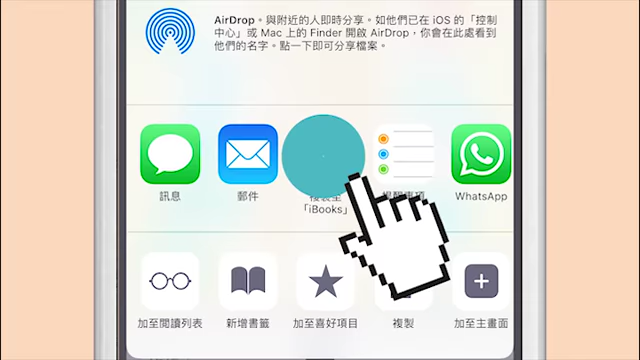 AirDrop。與附近的人即時分享。如他們已在 iOS 的「控制
中心」或 Mac 上的 Finder 開啟 AirDrop，你會在此處看到
他們的名字。點一下即可分享檔案。
訊息
郵件
「iBooks」
WhatsApp
加至閱讀列表
新增書籤
加至喜好項目
複製
加至主畫面